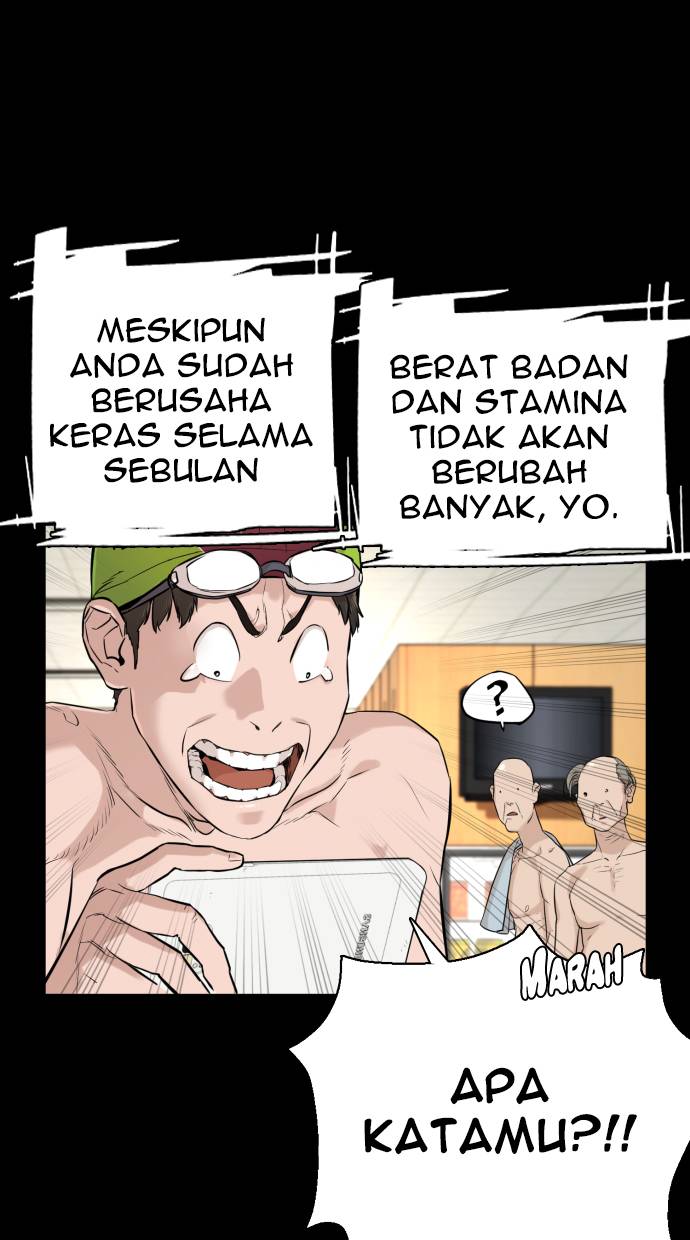 MESKIPUN
ANDA SUDAH
BERUSAHA
KERAS SELAMA
SEBULAN
BERAT BADAN
DAN STAMINA
TIDAK AKAN
BERUBAH
BANYAK, YO.
?
MARAH
APA
KATAMU?!!